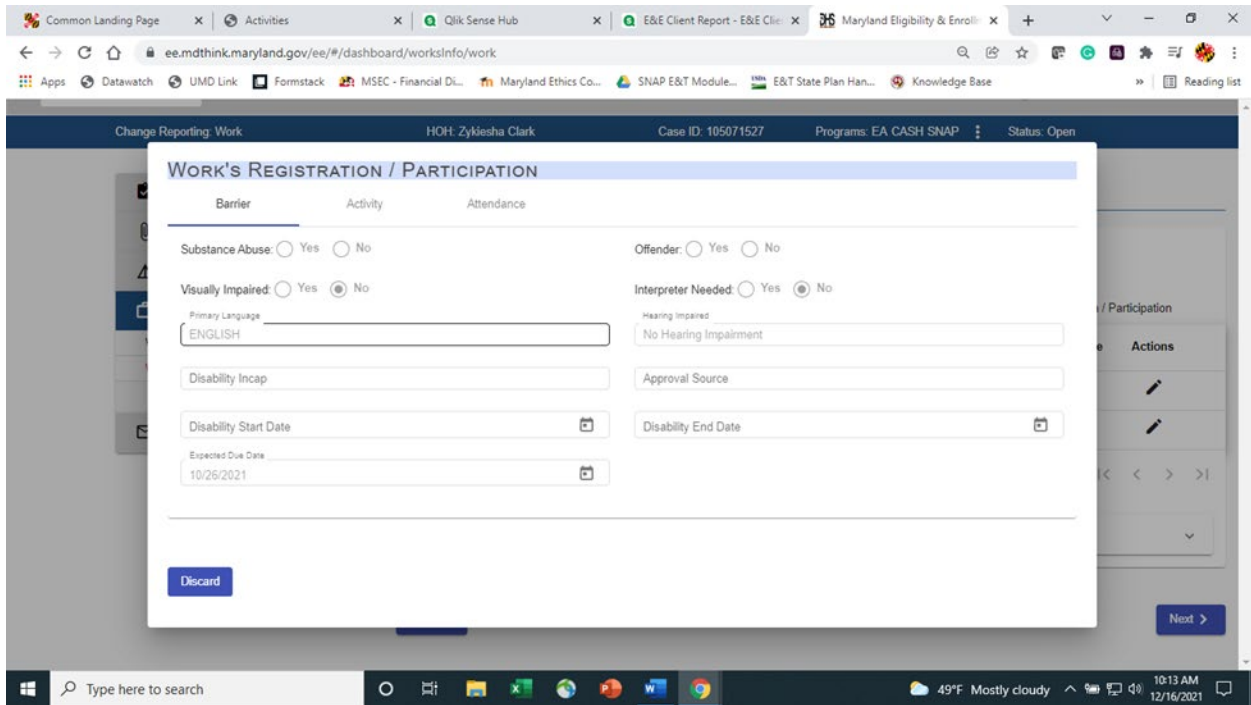 Common Landing Page
Activities
Qlik Sense Hub
E&E Client Report - E&E Clie
Maryland Eligibility & Enroll
ee.mdthink.maryland.gov/ee/#/dashboard/worksInfo/work
Apps Datawatch UMD Link Formstack MSEC - Financial Di... Maryland Ethics Co... SNAP E&T Module... E&T State Plan Han... Knowledge Base » Reading list
Change Reporting: Work HOH: Zykiesha Clark Case ID: 105071527 Programs: EA CASH SNAP Status: Open
WORK'S REGISTRATION / PARTICIPATION
Barrier Activity Attendance
Substance Abuse: Yes No Offender: Yes No
Visually Impaired: Yes No Interpreter Needed: Yes No
/ Participation
Primary Language Hearing Impaired
ENGLISH No Hearing Impairment
e Actions
Disability Incap Approval Source
Disability Start Date Disability End Date
Expected Due Date
10/26/2021
Discard
Next >
Type here to search 49°F Mostly cloudy 10:13 AM
12/16/2021